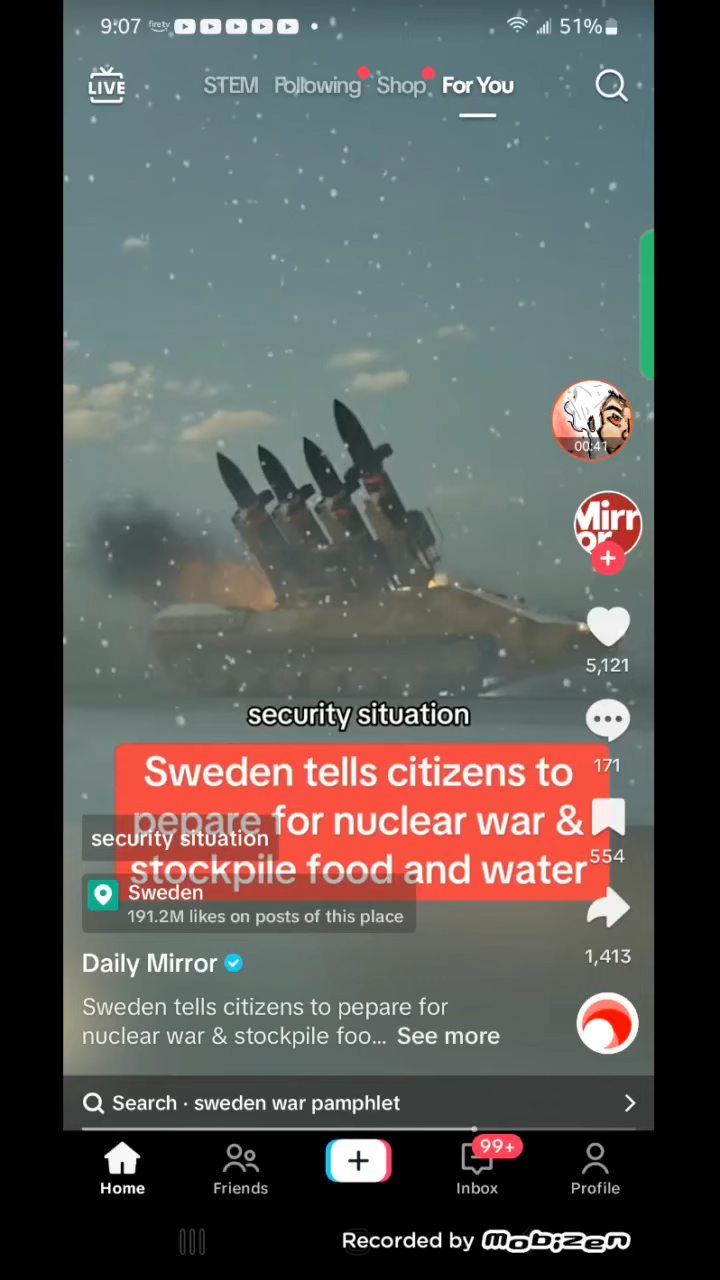 9:07 firetv 51%
LIVE STEM Following Shop For You
00:41
Mirr
or
5,121
security situation
171
Sweden tells citizens to
pepare for nuclear war &
stockpile food and water
security situation
554
Sweden
191.2M likes on posts of this place
1,413
Daily Mirror
Sweden tells citizens to pepare for
nuclear war & stockpile foo... See more
Search · sweden war pamphlet
99+
Home Friends Inbox Profile
Recorded by mobizen